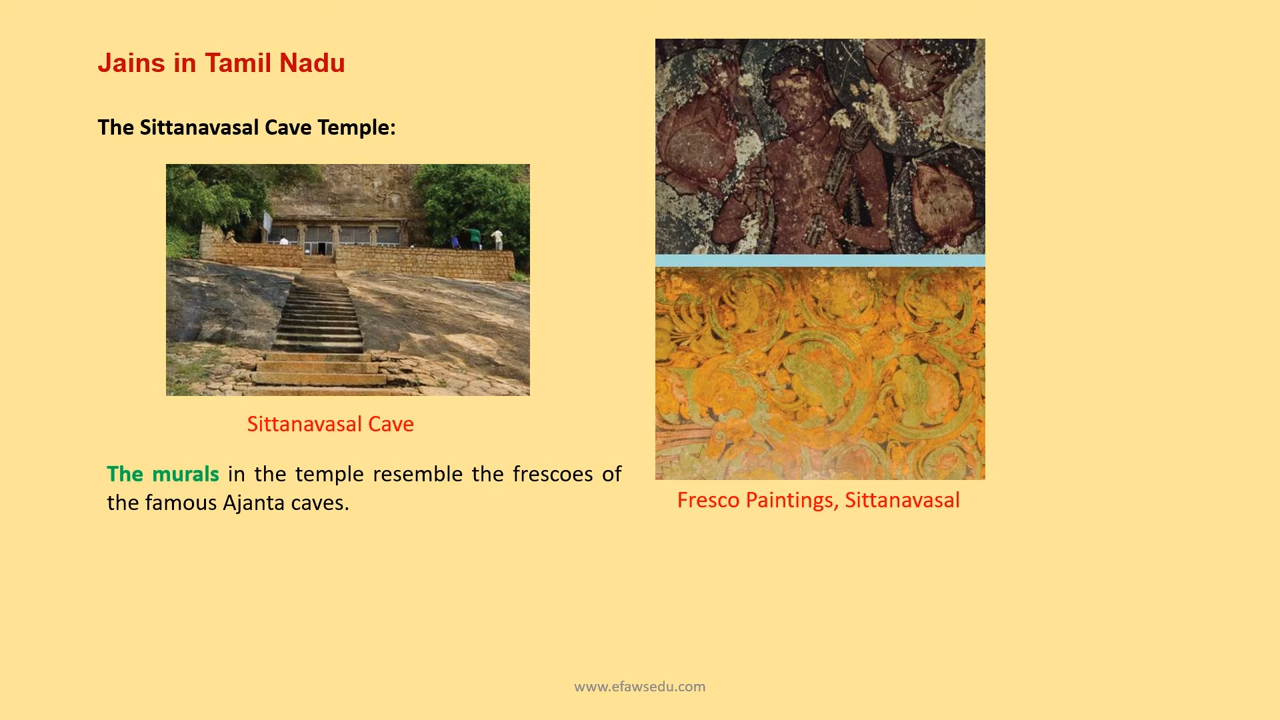 Jains in Tamil Nadu
The Sittanavasal Cave Temple:
Sittanavasal Cave
The murals in the temple resemble the frescoes of
the famous Ajanta caves.
Fresco Paintings, Sittanavasal
www.efawsedu.com